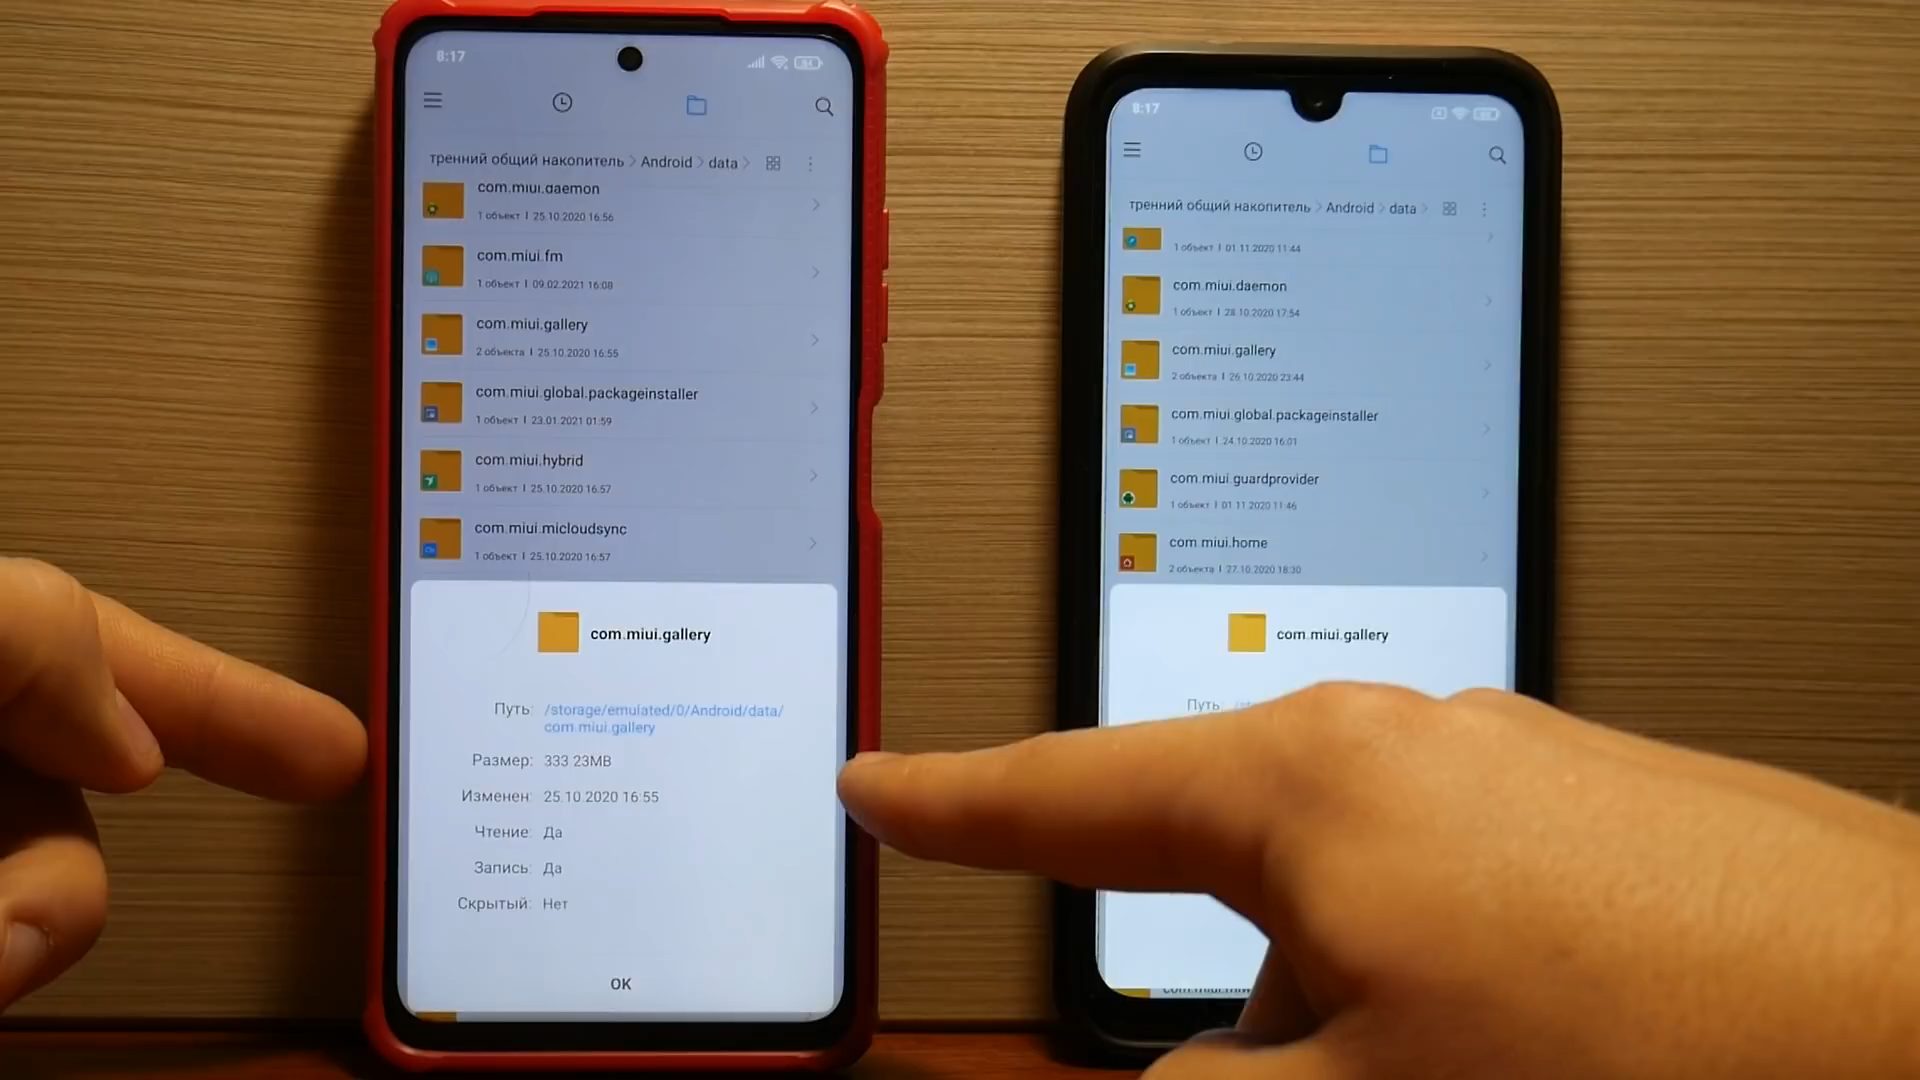 8:17
тренний общий накопитель > Android > data >
com.miui.daemon
1 объект | 25.10.2020 16:56
com.miui.fm
1 объект | 09.02.2021 16:08
com.miui.gallery
2 объекта | 25.10.2020 16:55
com.miui.global.packageinstaller
1 объект | 23.01.2021 01:59
com.miui.hybrid
1 объект | 25.10.2020 16:57
com.miui.micloudsync
1 объект | 25.10.2020 16:57
com.miui.gallery
Путь: /storage/emulated/0/Android/data/
com.miui.gallery
Размер: 333 23MB
Изменен: 25.10.2020 16:55
Чтение: Да
Запись: Да
Скрытый: Нет
OK
8:17
тренний общий накопитель > Android > data >
1 объект | 01.11.2020 11:44
com.miui.daemon
1 объект | 28.10.2020 17:54
com.miui.gallery
2 объекта | 26.10.2020 23:44
com.miui.global.packageinstaller
1 объект | 24.10.2020 16:01
com.miui.guardprovider
1 объект | 01.11.2020 11:46
com.miui.home
2 объекта | 27.10.2020 18:30
com.miui.gallery
Путь: